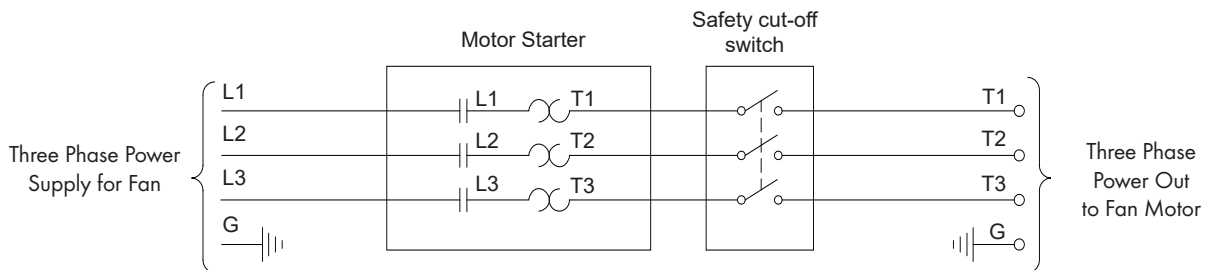 Safety cut-off
switch
Motor Starter
L1
L1
T1
T1
L2
L2
T2
T2
L3
L3
T3
T3
G
G
Three Phase Power
Supply for Fan
Three Phase
Power Out
to Fan Motor